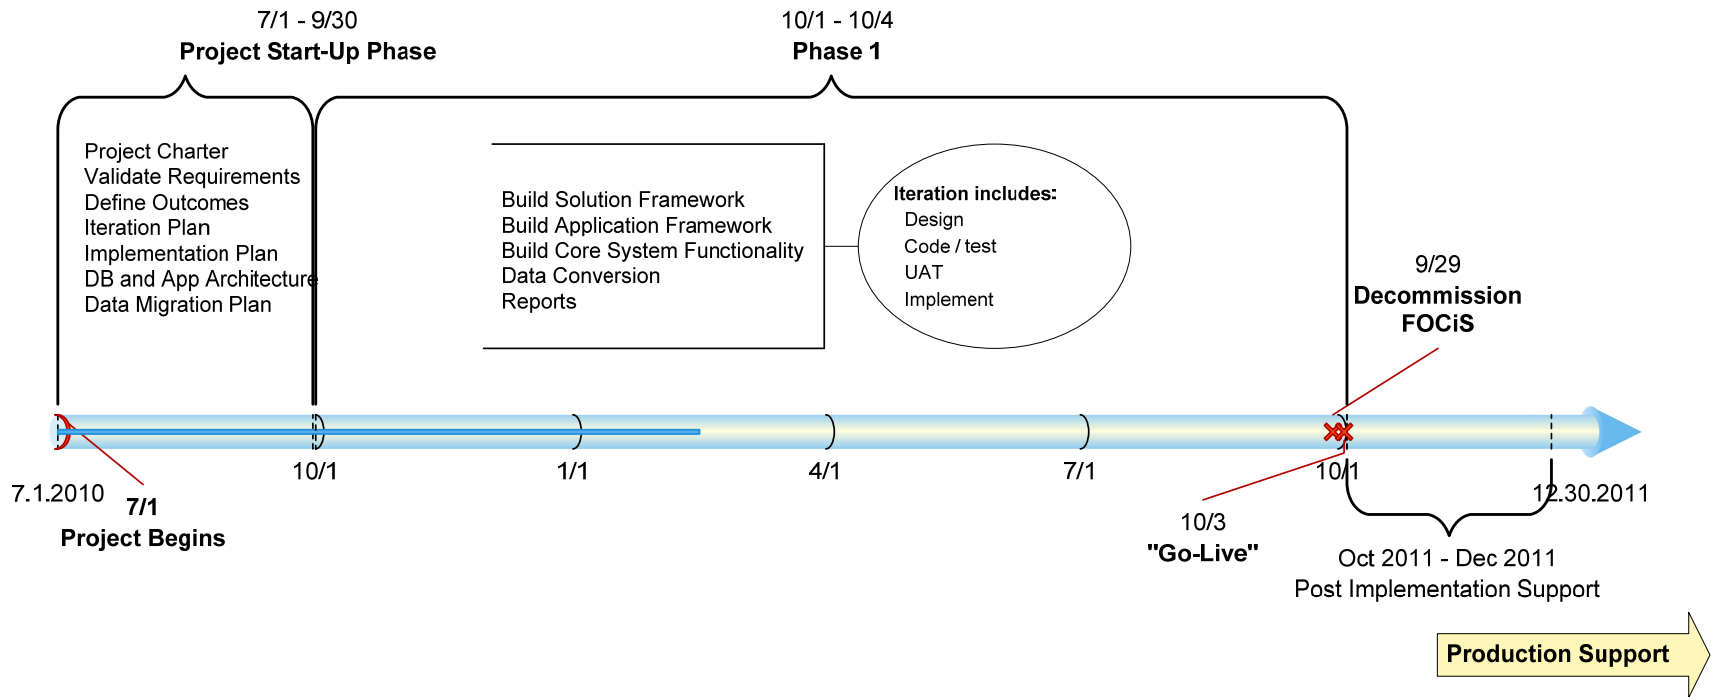 7/1 - 9/30
Project Start-Up Phase
10/1 - 10/4
Phase 1
Project Charter
Validate Requirements
Define Outcomes
Iteration Plan
Implementation Plan
DB and App Architecture
Data Migration Plan
Build Solution Framework
Build Application Framework
Build Core System Functionality
Data Conversion
Reports
Iteration includes:
Design
Code / test
UAT
Implement
9/29
Decommission
FOCiS
7.1.2010
10/1
1/1
4/1
7/1
10/1
12.30.2011
7/1
Project Begins
10/3
"Go-Live"
Oct 2011 - Dec 2011
Post Implementation Support
Production Support